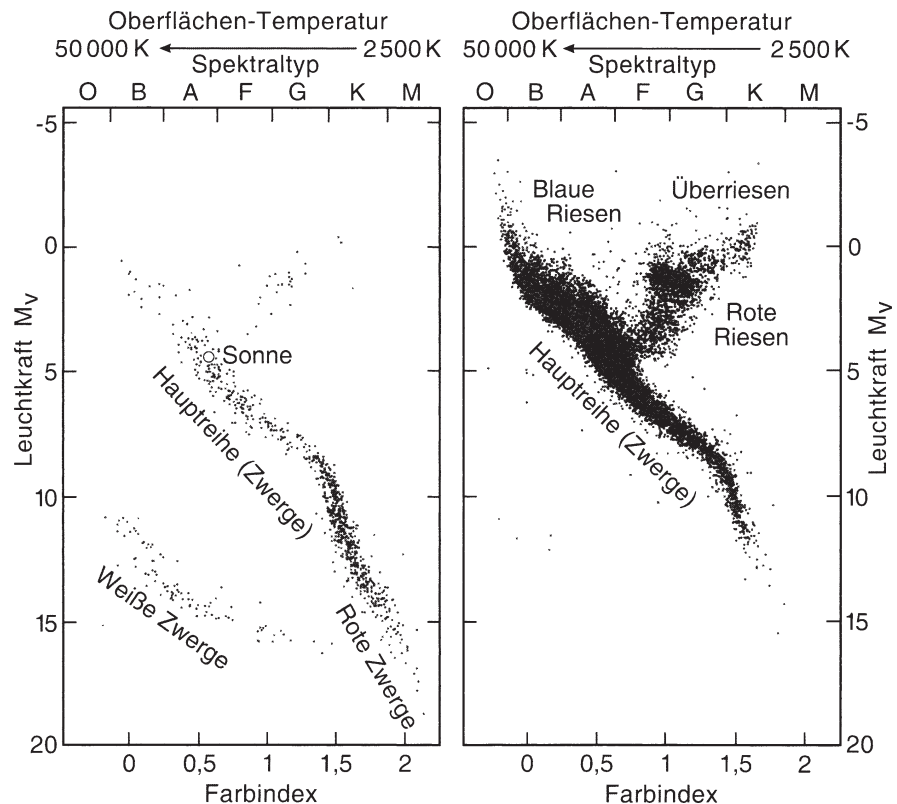 Oberflächen-Temperatur
50 000 K 2 500 K
Spektraltyp
O B A F G K M
-5
0
5
10
15
20
Leuchtkraft Mv
Sonne
Hauptreihe (Zwerge)
Weiße Zwerge
Rote Zwerge
0 0,5 1 1,5 2
Farbindex
Oberflächen-Temperatur
50 000 K 2 500 K
Spektraltyp
O B A F G K M
Blaue
Riesen
Überriesen
Rote
Riesen
Hauptreihe (Zwerge)
-5
0
5
10
15
20
Leuchtkraft Mv
0 0,5 1 1,5 2
Farbindex